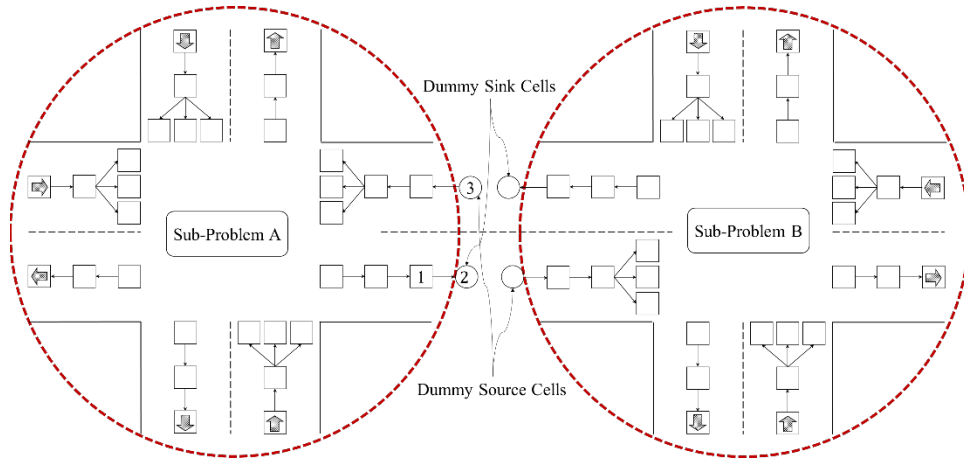 Dummy Sink Cells
3
Sub-Problem A
Sub-Problem B
1
2
Dummy Source Cells